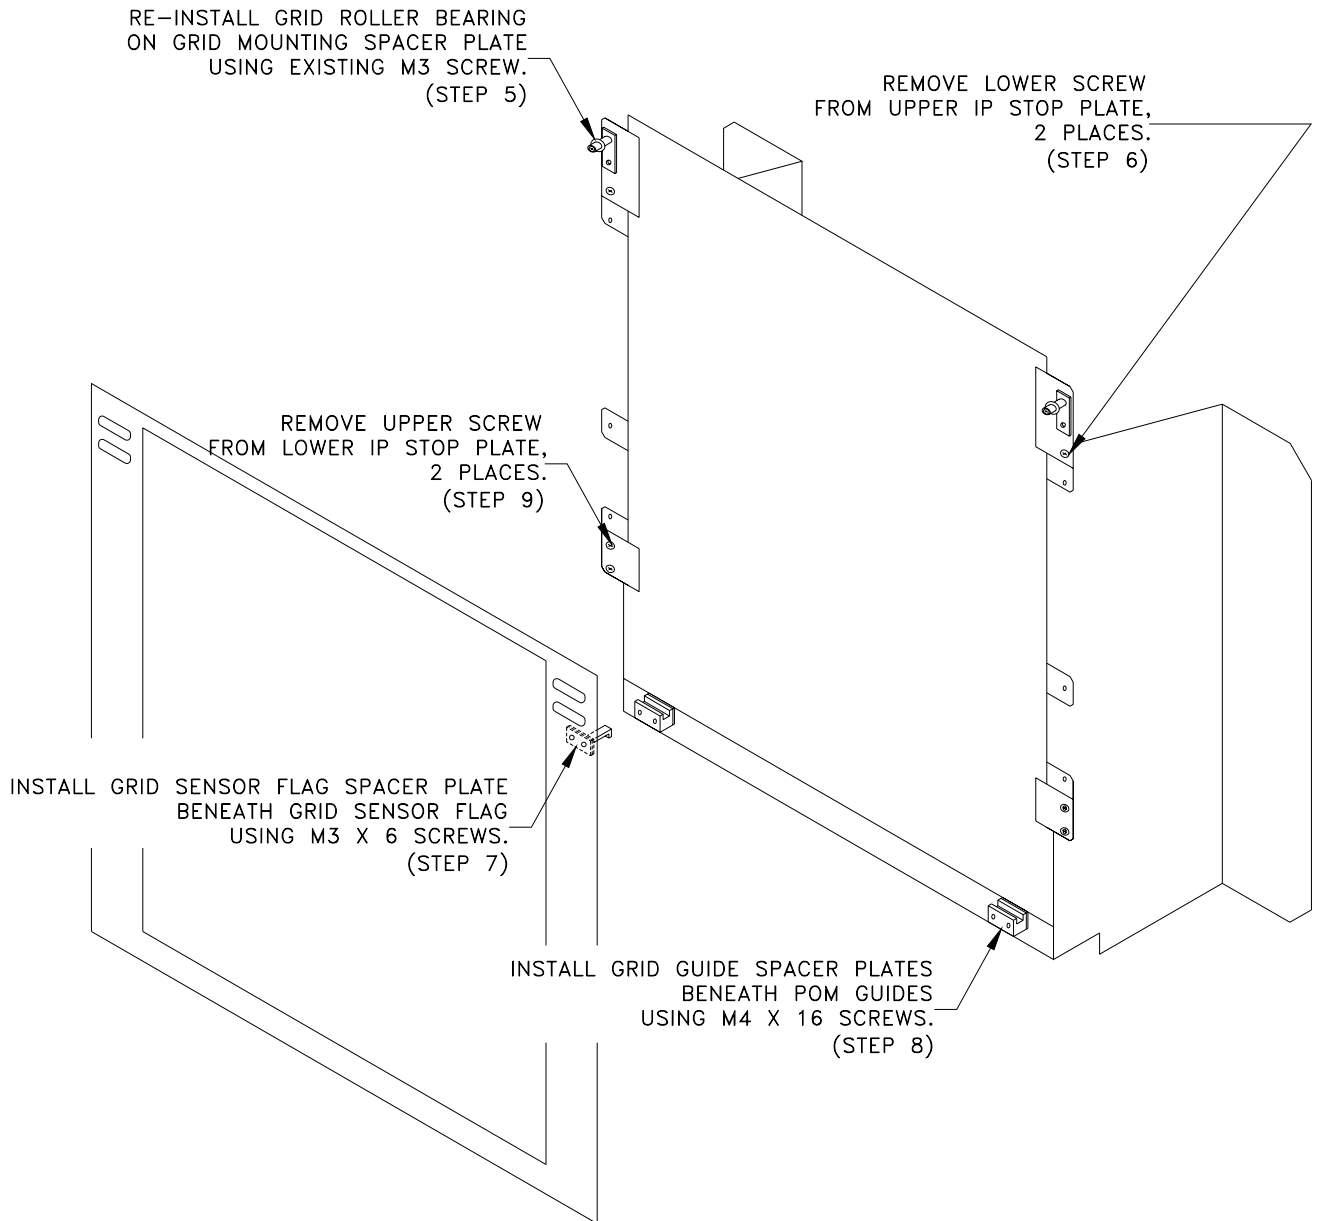 RE-INSTALL GRID ROLLER BEARING
ON GRID MOUNTING SPACER PLATE
USING EXISTING M3 SCREW.
(STEP 5)
REMOVE LOWER SCREW
FROM UPPER IP STOP PLATE,
2 PLACES.
(STEP 6)
REMOVE UPPER SCREW
FROM LOWER IP STOP PLATE,
2 PLACES.
(STEP 9)
INSTALL GRID SENSOR FLAG SPACER PLATE
BENEATH GRID SENSOR FLAG
USING M3 X 6 SCREWS.
(STEP 7)
INSTALL GRID GUIDE SPACER PLATES
BENEATH POM GUIDES
USING M4 X 16 SCREWS.
(STEP 8)